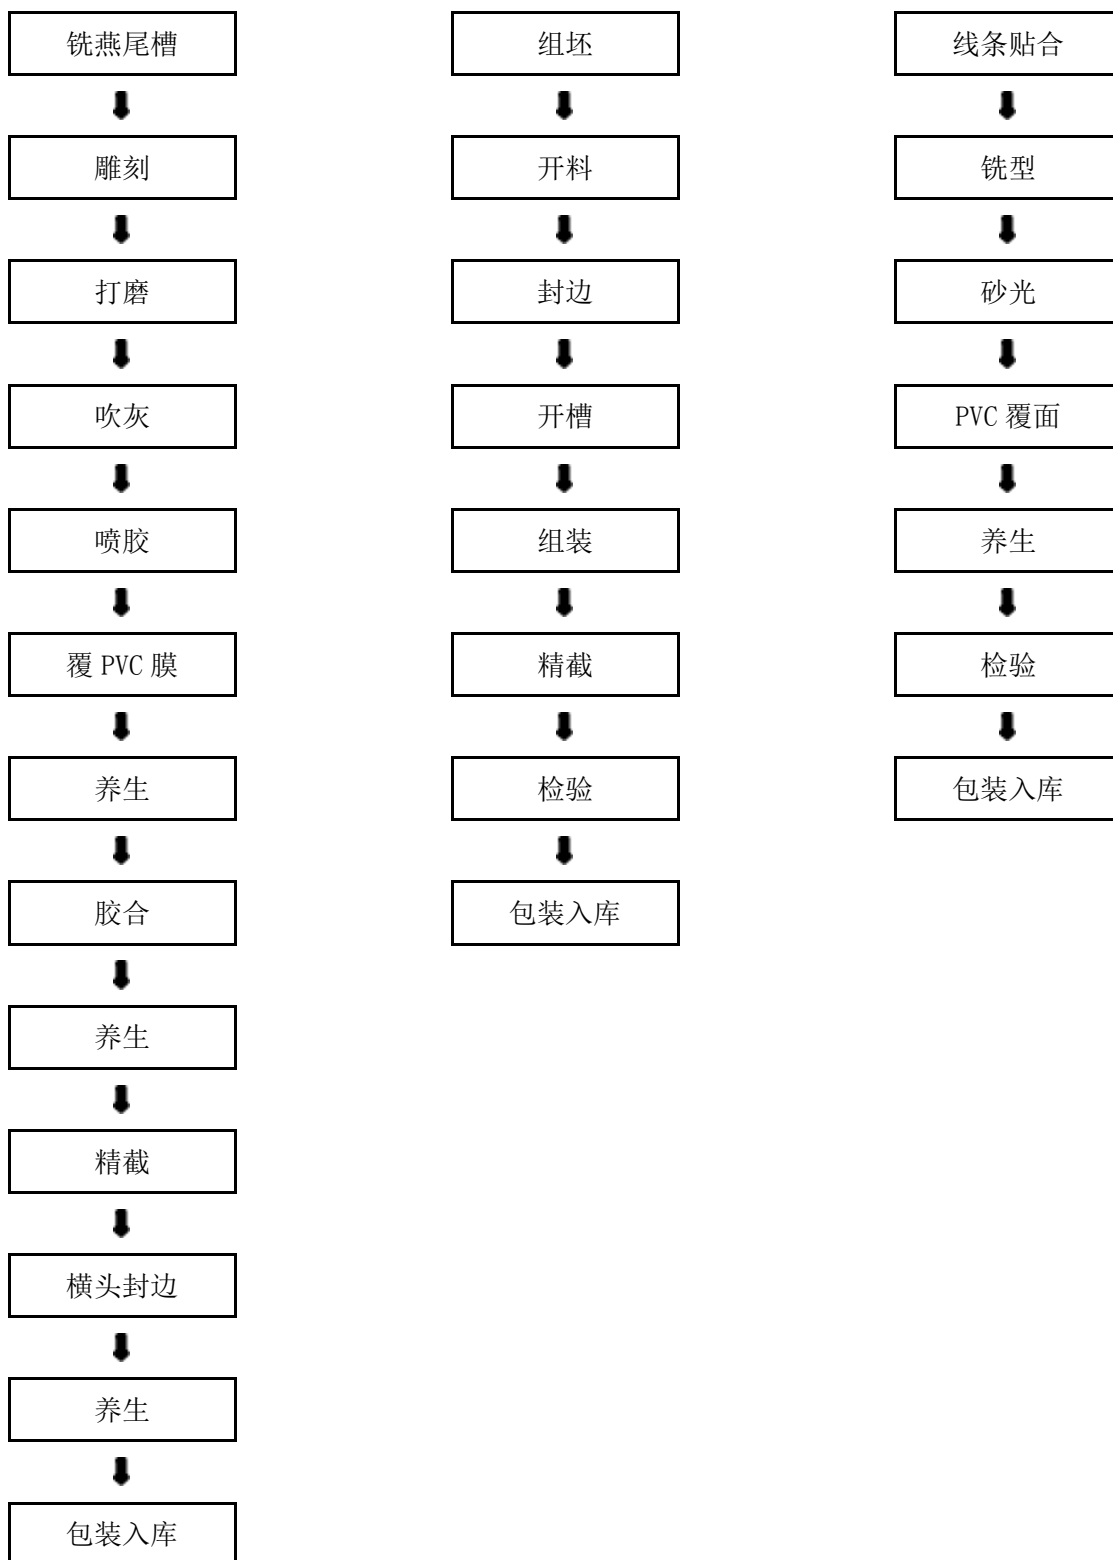 铣燕尾槽
雕刻
打磨
吹灰
喷胶
覆 PVC 膜
养生
胶合
养生
精截
横头封边
养生
包装入库
组坯
开料
封边
开槽
组装
精截
检验
包装入库
线条贴合
铣型
砂光
PVC 覆面
养生
检验
包装入库